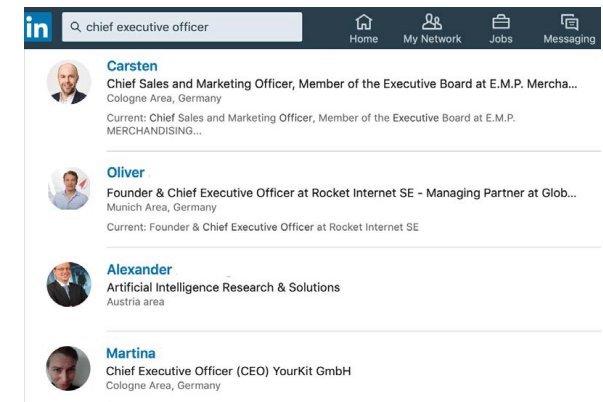 in
chief executive officer
Home
My Network
Jobs
Messaging
Carsten
Chief Sales and Marketing Officer, Member of the Executive Board at E.M.P. Mercha...
Cologne Area, Germany
Current: Chief Sales and Marketing Officer, Member of the Executive Board at E.M.P.
MERCHANDISING...
Oliver
Founder & Chief Executive Officer at Rocket Internet SE - Managing Partner at Glob...
Munich Area, Germany
Current: Founder & Chief Executive Officer at Rocket Internet SE
Alexander
Artificial Intelligence Research & Solutions
Austria area
Martina
Chief Executive Officer (CEO) YourKit GmbH
Cologne Area, Germany